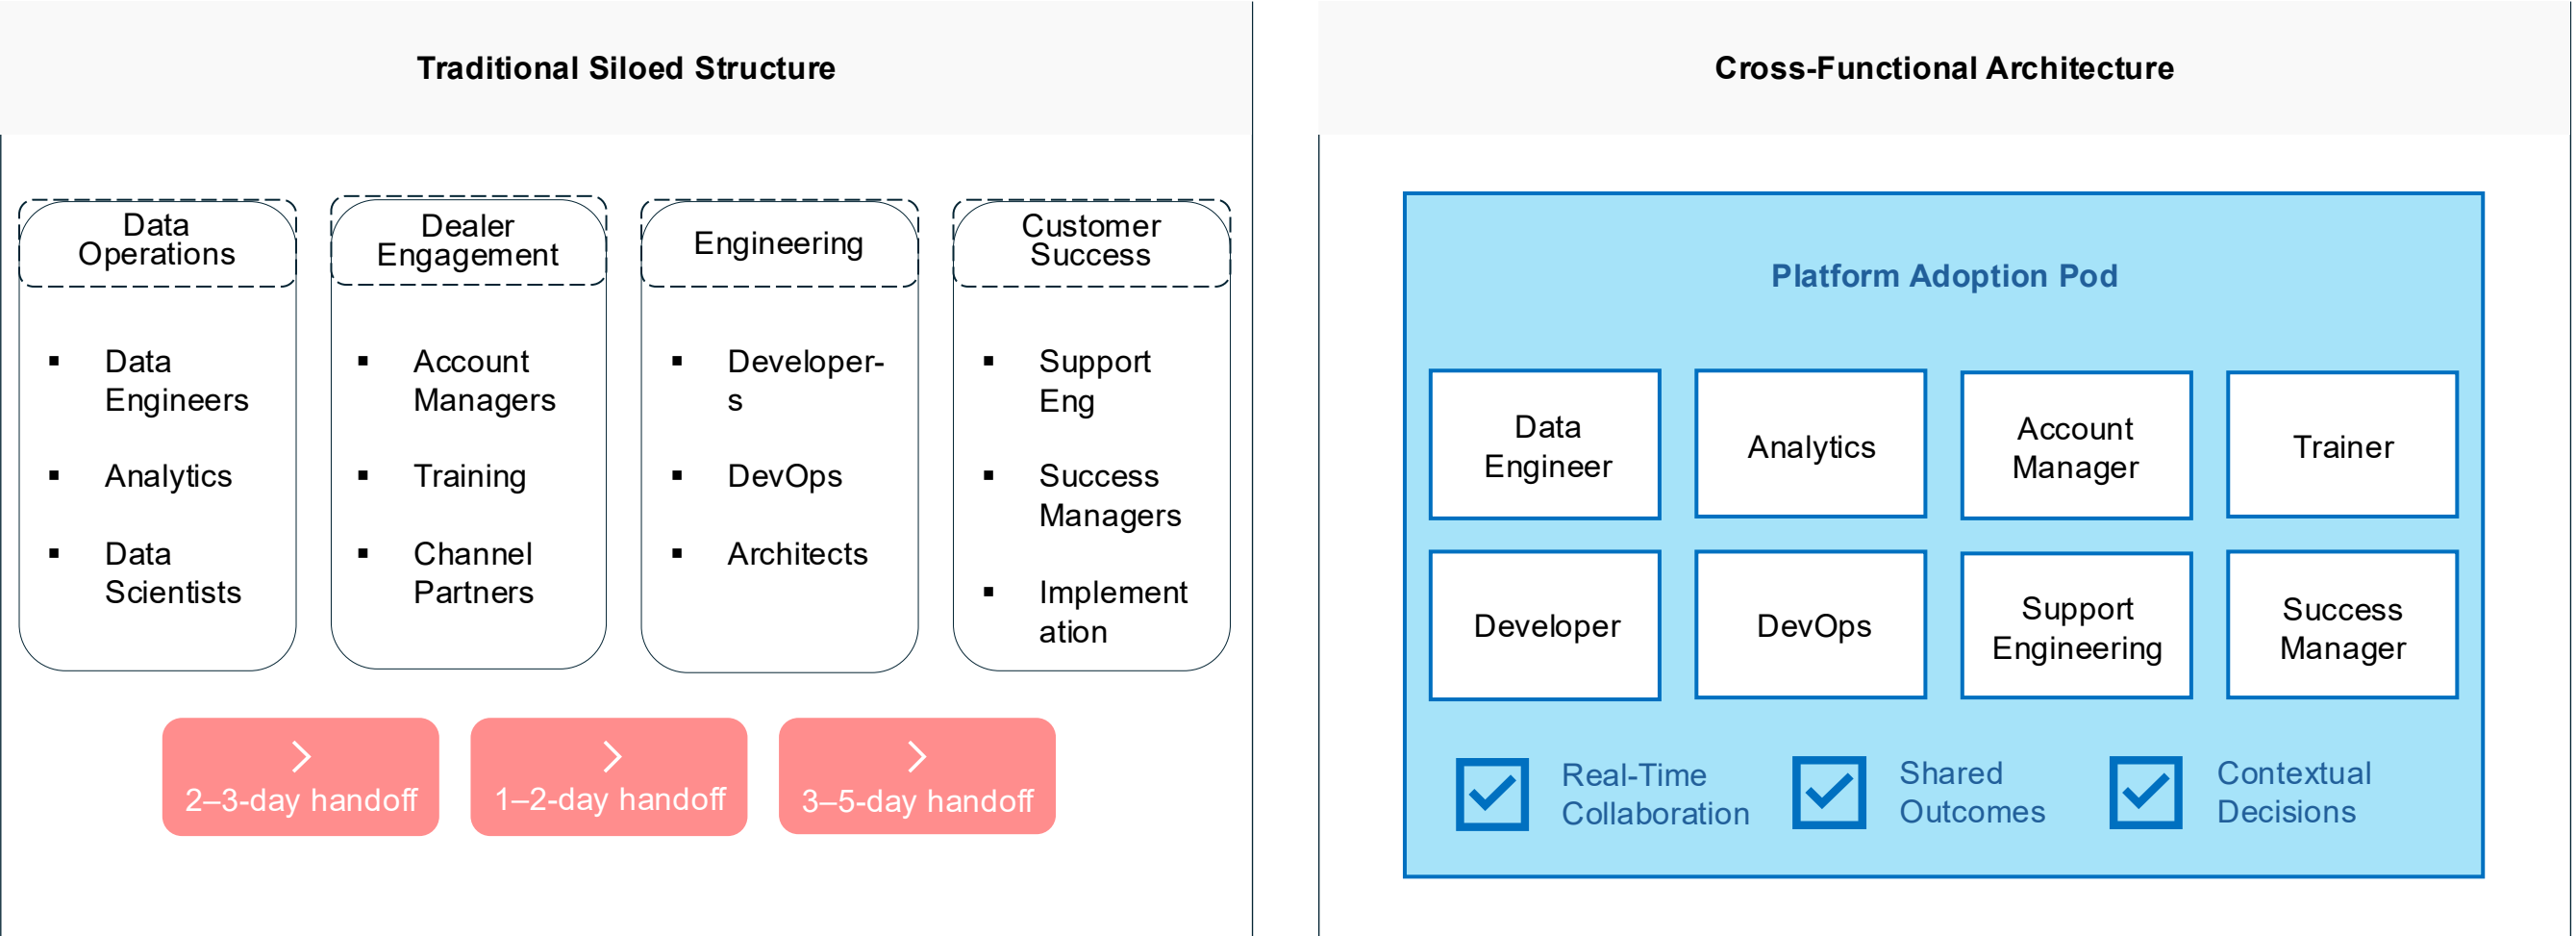 Traditional Siloed Structure
Data
Operations
▪ Data
Engineers
▪ Analytics
▪ Data
Scientists
Dealer
Engagement
▪ Account
Managers
▪ Training
▪ Channel
Partners
Engineering
▪ Developer-
s
▪ DevOps
▪ Architects
Customer
Success
▪ Support
Eng
▪ Success
Managers
▪ Implement
ation
2–3-day handoff
1–2-day handoff
3–5-day handoff
Cross-Functional Architecture
Platform Adoption Pod
Data
Engineer
Analytics
Account
Manager
Trainer
Developer
DevOps
Support
Engineering
Success
Manager
Real-Time
Collaboration
Shared
Outcomes
Contextual
Decisions